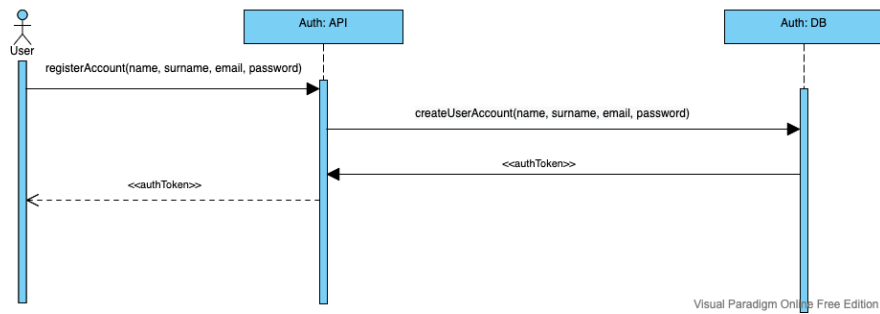 Auth: API
Auth: DB
User
registerAccount(name, surname, email, password)
createUserAccount(name, surname, email, password)
<<authToken>>
<<authToken>>
Visual Paradigm Online Free Edition